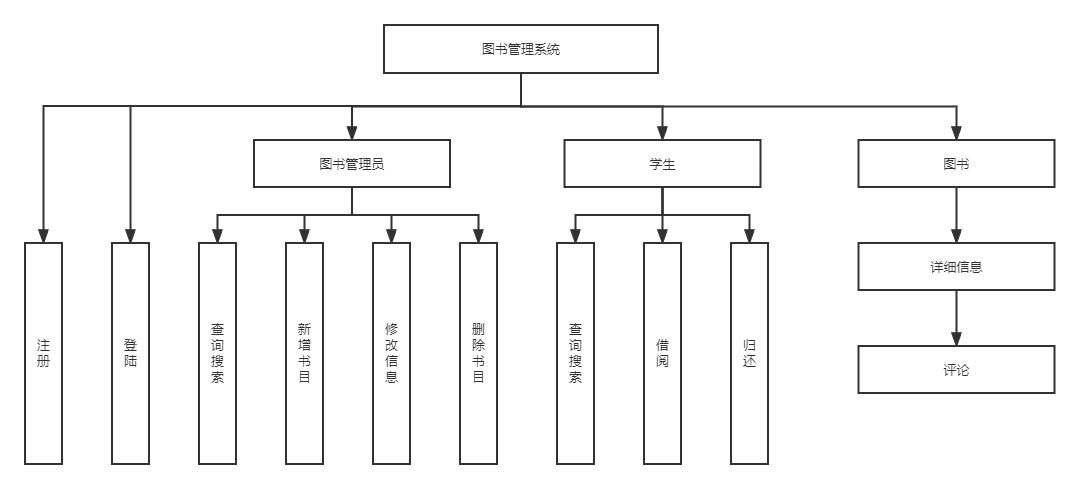 图书管理系统
图书管理员
学生
图书
注册
登陆
查询搜索
新增书目
修改信息
删除书目
查询搜索
借阅
归还
详细信息
评论